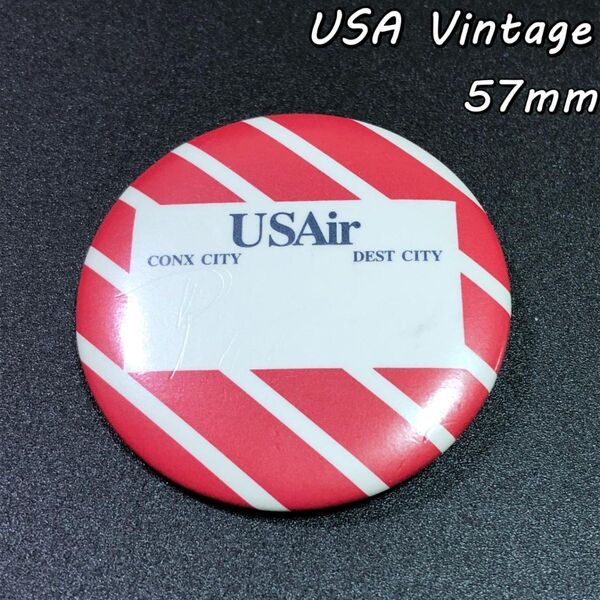 USA Vintage
57mm
USAir
CONX CITY DEST CITY